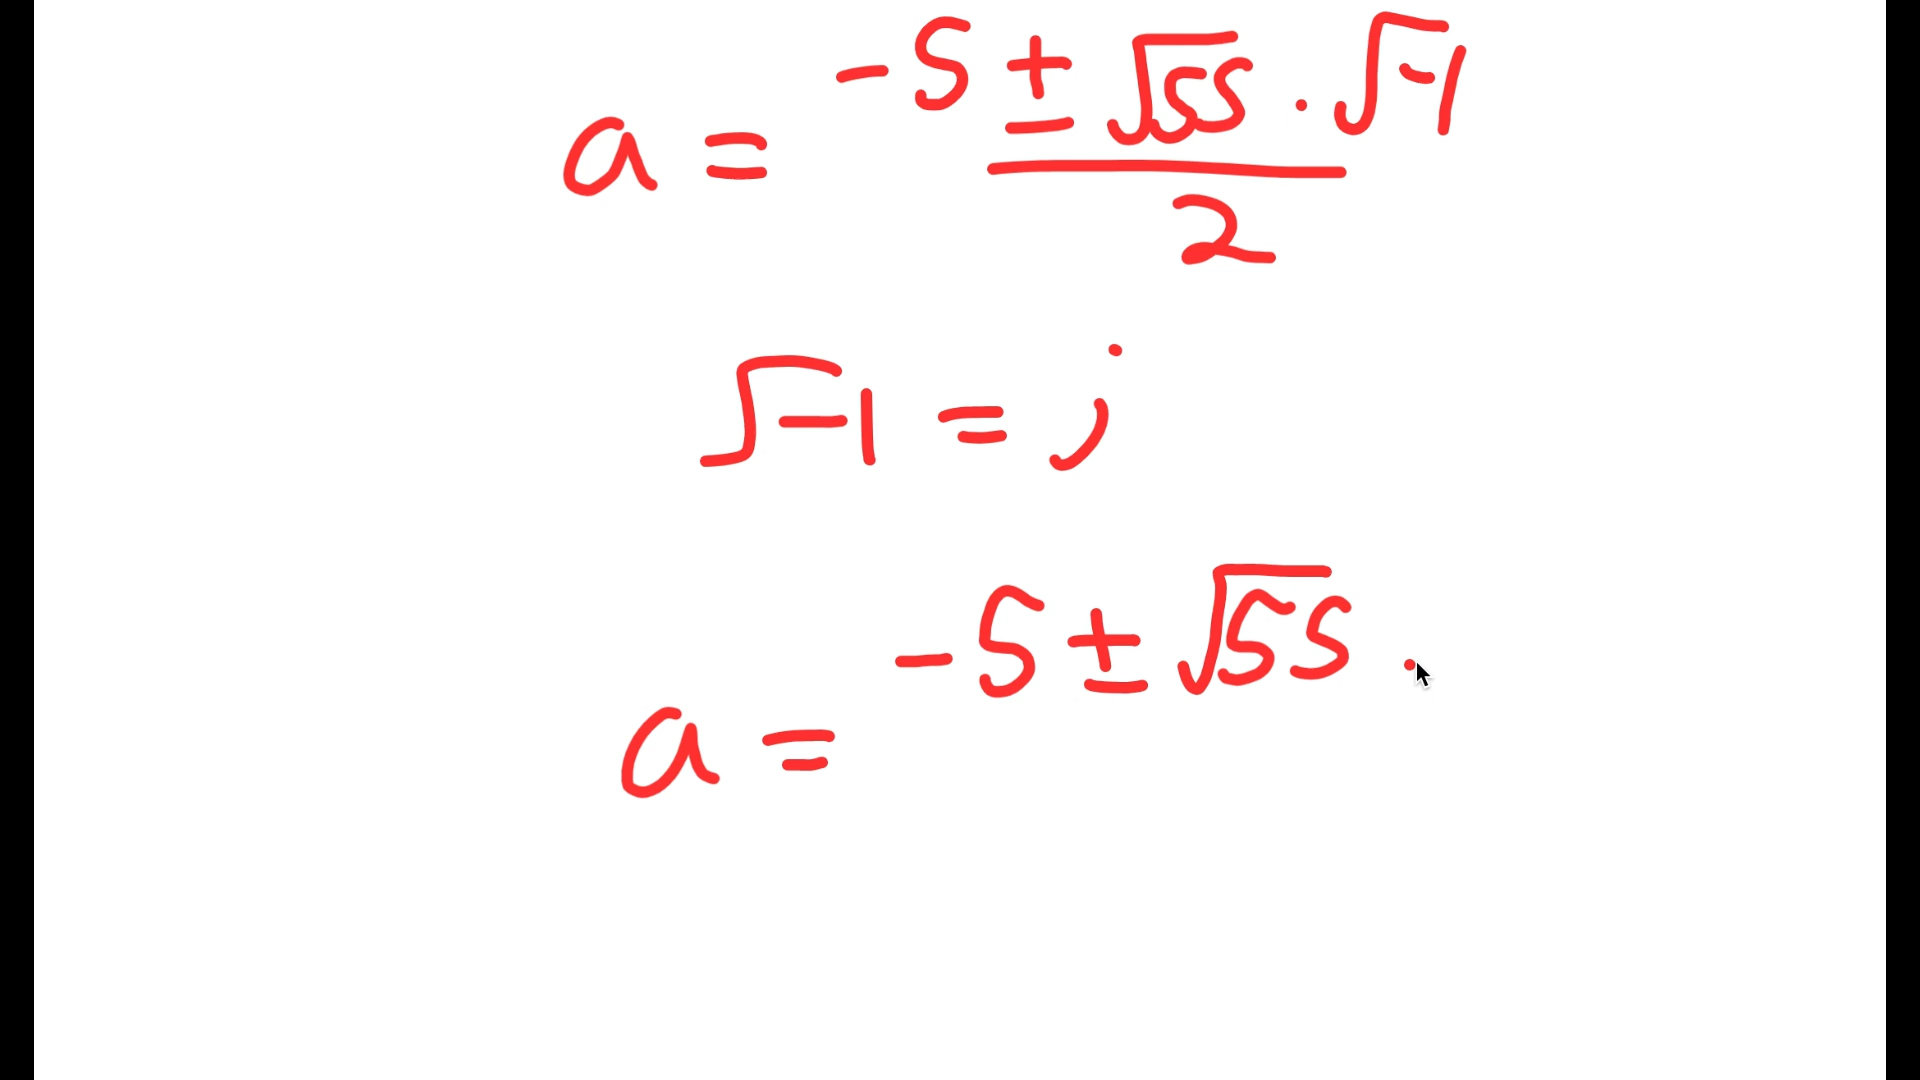 a = -5 ± √55 · √-1 / 2
√-1 = i
a = -5 ± √55 ·